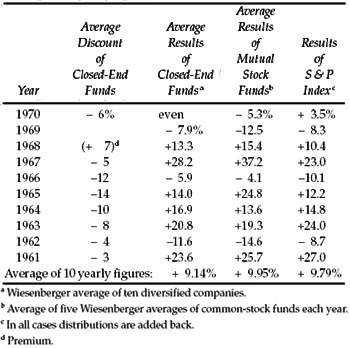 Average
Average Average Results
Discount Results of of Results
of Closed-End Mutual of
Closed-End Funds^a Stock S & P
Year Funds Funds^b Index^c
1970 – 6% even – 5.3% + 3.5%
1969 – 7.9% –12.5 – 8.3
1968 (+ 7)^d +13.3 +15.4 +10.4
1967 – 5 +28.2 +37.2 +23.0
1966 –12 – 5.9 – 4.1 –10.1
1965 –14 +14.0 +24.8 +12.2
1964 –10 +16.9 +13.6 +14.8
1963 – 8 +20.8 +19.3 +24.0
1962 – 4 –11.6 –14.6 – 8.7
1961 – 3 +23.6 +25.7 +27.0
Average of 10 yearly figures: + 9.14% + 9.95% + 9.79%
^a Wiesenberger average of ten diversified companies.
^b Average of five Wiesenberger averages of common-stock funds each year.
^c In all cases distributions are added back.
^d Premium.